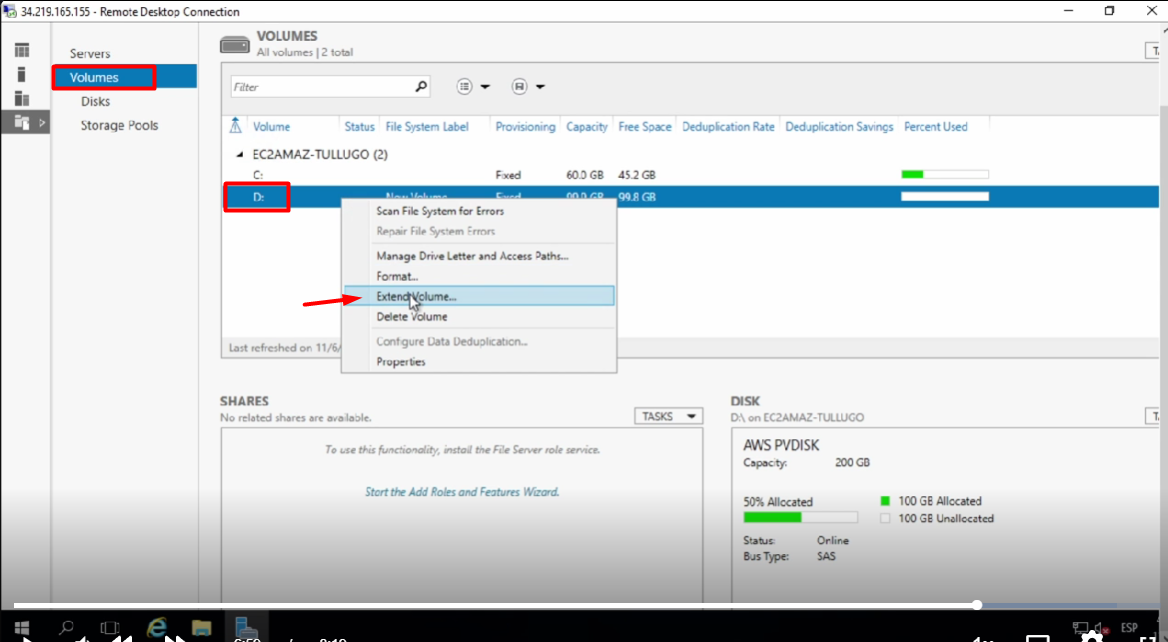 34.219.165.155 - Remote Desktop Connection
Servers
Volumes
Disks
Storage Pools
VOLUMES
All volumes | 2 total
Filter
Volume Status File System Label Provisioning Capacity Free Space Deduplication Rate Deduplication Savings Percent Used
EC2AMAZ-TULLUGO (2)
C: Fixed 60.0 GB 45.2 GB
D: New Volume Fixed 99.8 GB
Scan File System for Errors
Repair File System Errors
Manage Drive Letter and Access Paths...
Format...
Extend Volume...
Delete Volume
Configure Data Deduplication...
Properties
Last refreshed on 11/6/
SHARES
No related shares are available.
TASKS
To use this functionality, install the File Server role service.
Start the Add Roles and Features Wizard.
DISK
D:\ on EC2AMAZ-TULLUGO
AWS PVDISK
Capacity: 200 GB
50% Allocated
100 GB Allocated
100 GB Unallocated
Status: Online
Bus Type: SAS
ESP